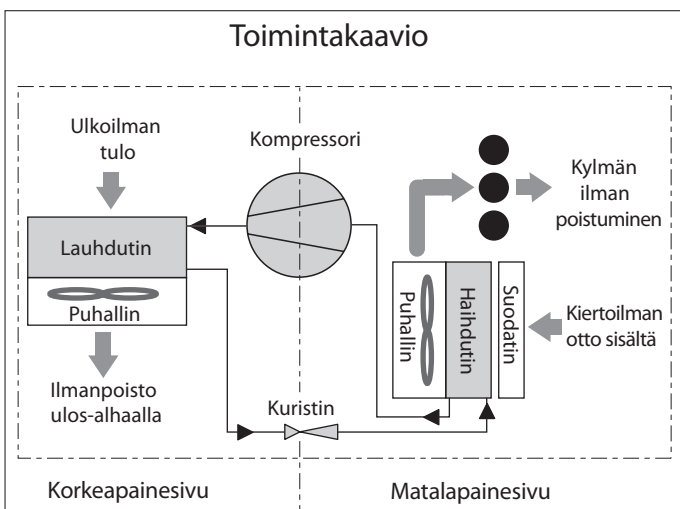 Toimintakaavio
Ulkoilman
tulo
Kompressori
Kylmän
ilman
poistuminen
Lauhdutin
Puhallin
Puhallin
Haihdutin
Suodatin
Kiertoilman
otto sisältä
Ilmanpoisto
ulos-alhaalla
Kuristin
Korkeapainesivu
Matalapainesivu